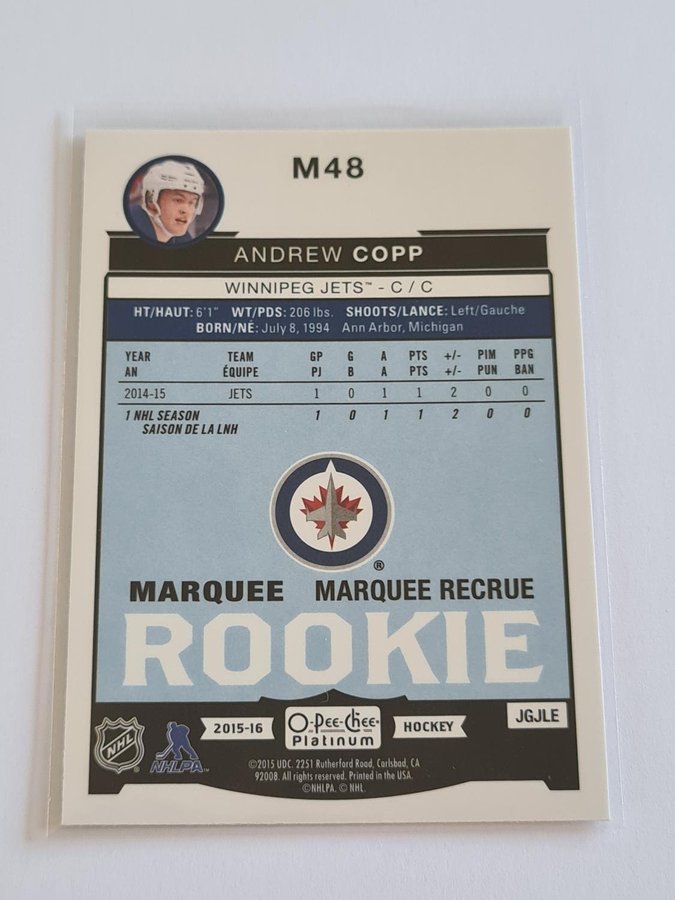 M48
ANDREW COPP
WINNIPEG JETS™ - C / C
HT/HAUT: 6'1" WT/PDS: 206 lbs. SHOOTS/LANCE: Left/Gauche
BORN/NÉ: July 8, 1994 Ann Arbor, Michigan
YEAR TEAM GP G A PTS +/- PIM PPG
AN ÉQUIPE PJ B A PTS +/- PUN BAN
2014-15 JETS 1 0 1 1 2 0 0
1 NHL SEASON 1 0 1 1 2 0 0
SAISON DE LA LNH
®
MARQUEE MARQUEE RECRUE
ROOKIE
JGJLE
2015-16 O-Pee-Chee HOCKEY
Platinum
NHL NHLPA™
©2015 UDC. 2251 Rutherford Road, Carlsbad, CA
92008. All rights reserved. Printed in the USA.
©NHLPA. © NHL.